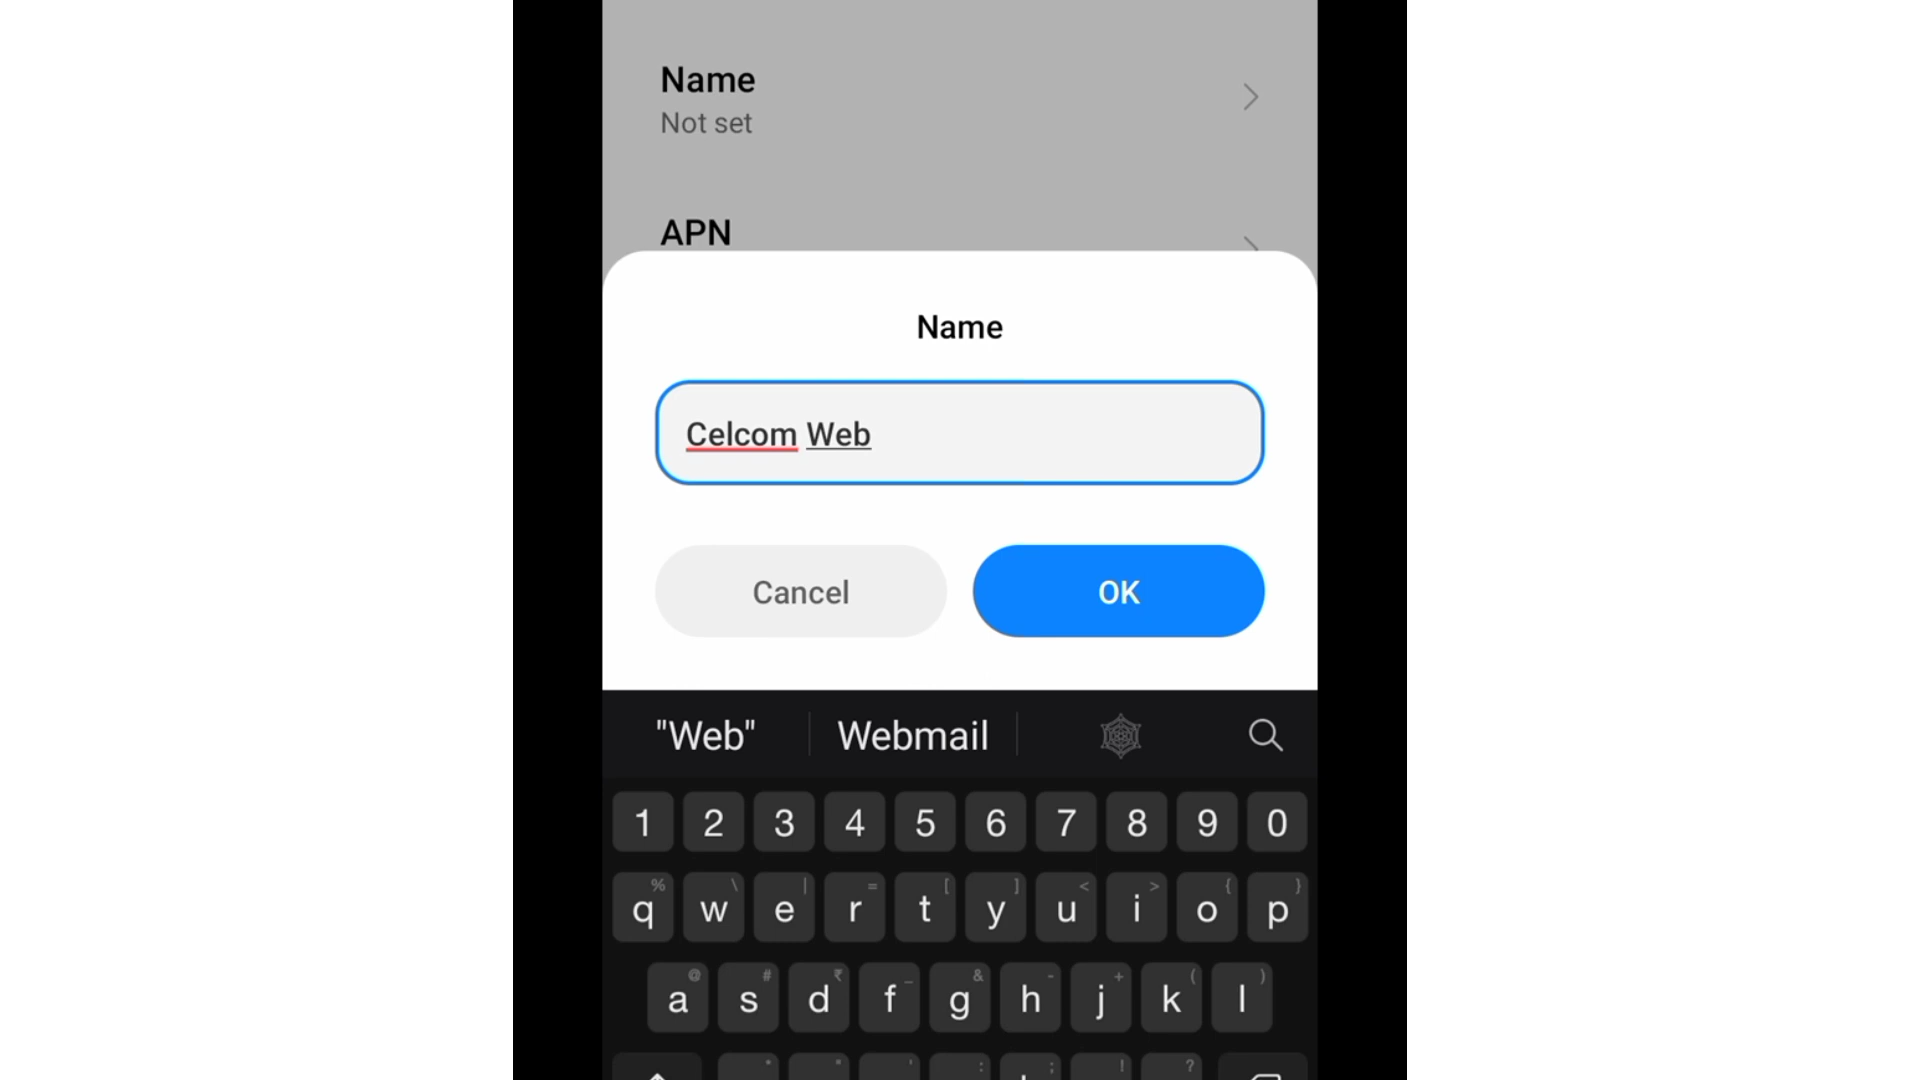 Name
Not set
APN
Name
Celcom Web
Cancel OK
"Web" Webmail
1 2 3 4 5 6 7 8 9 0
% \ | = [ ] < > { }
q w e r t y u i o p
@ # ₹ _ & - + ( )
a s d f g h j k l
* " ' : ; ! ?